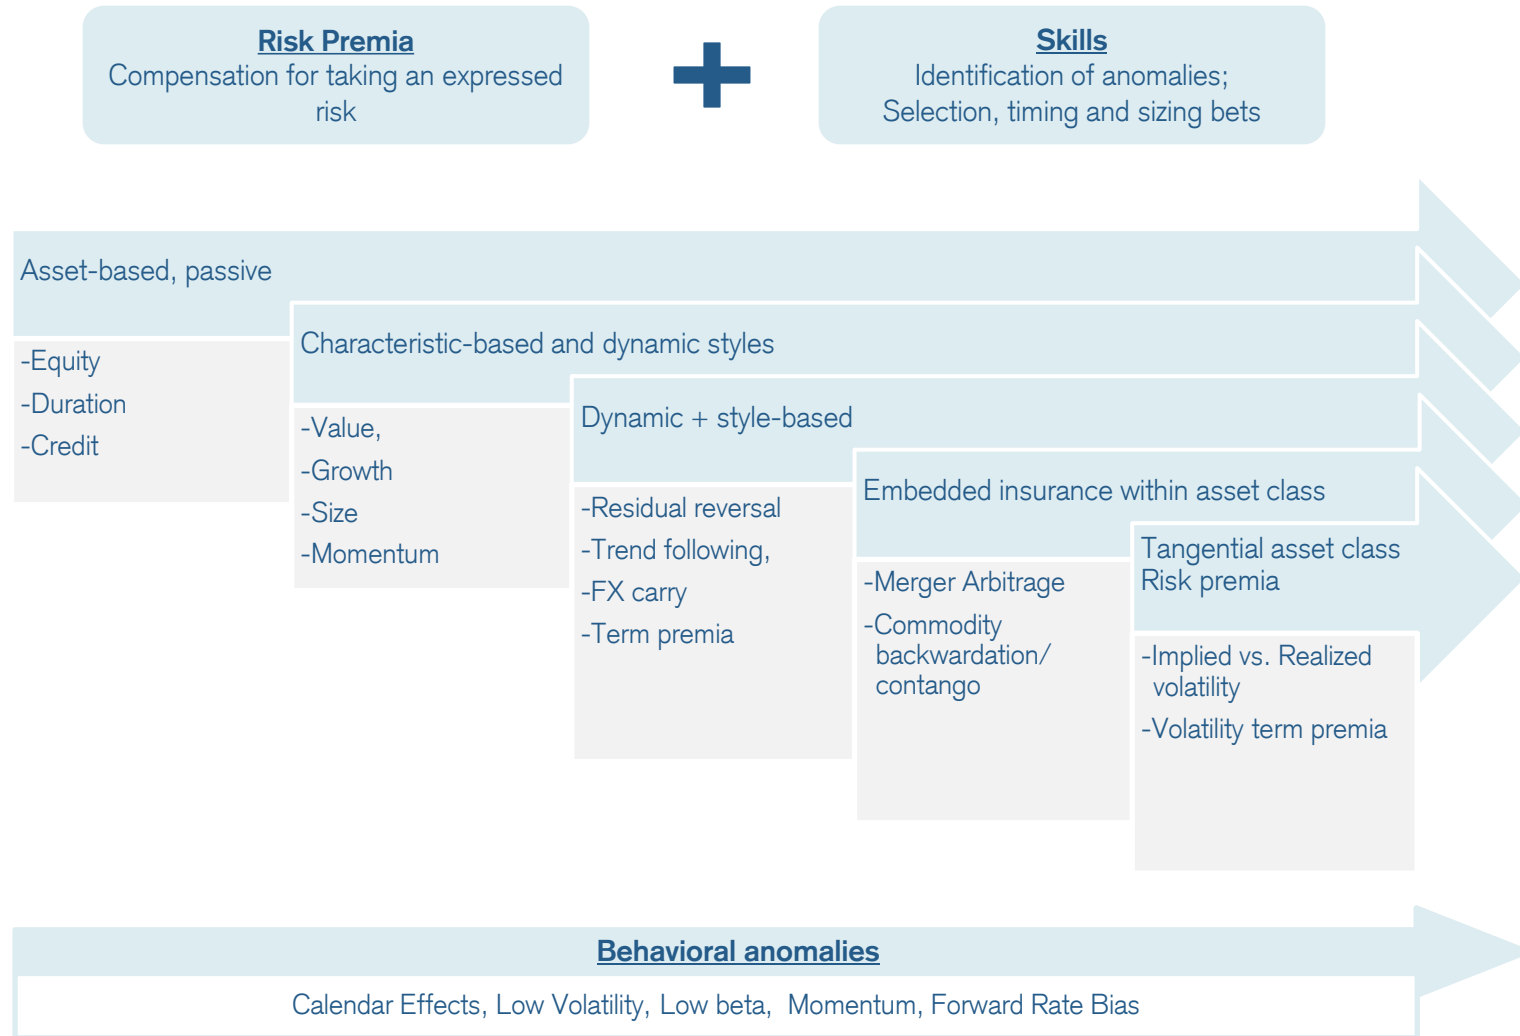 Risk Premia
Compensation for taking an expressed
risk
Skills
Identification of anomalies;
Selection, timing and sizing bets
Asset-based, passive
-Equity
-Duration
-Credit
Characteristic-based and dynamic styles
-Value,
-Growth
-Size
-Momentum
Dynamic + style-based
-Residual reversal
-Trend following,
-FX carry
-Term premia
Embedded insurance within asset class
-Merger Arbitrage
-Commodity
backwardation/
contango
Tangential asset class
Risk premia
-Implied vs. Realized
volatility
-Volatility term premia
Behavioral anomalies
Calendar Effects, Low Volatility, Low beta,  Momentum, Forward Rate Bias